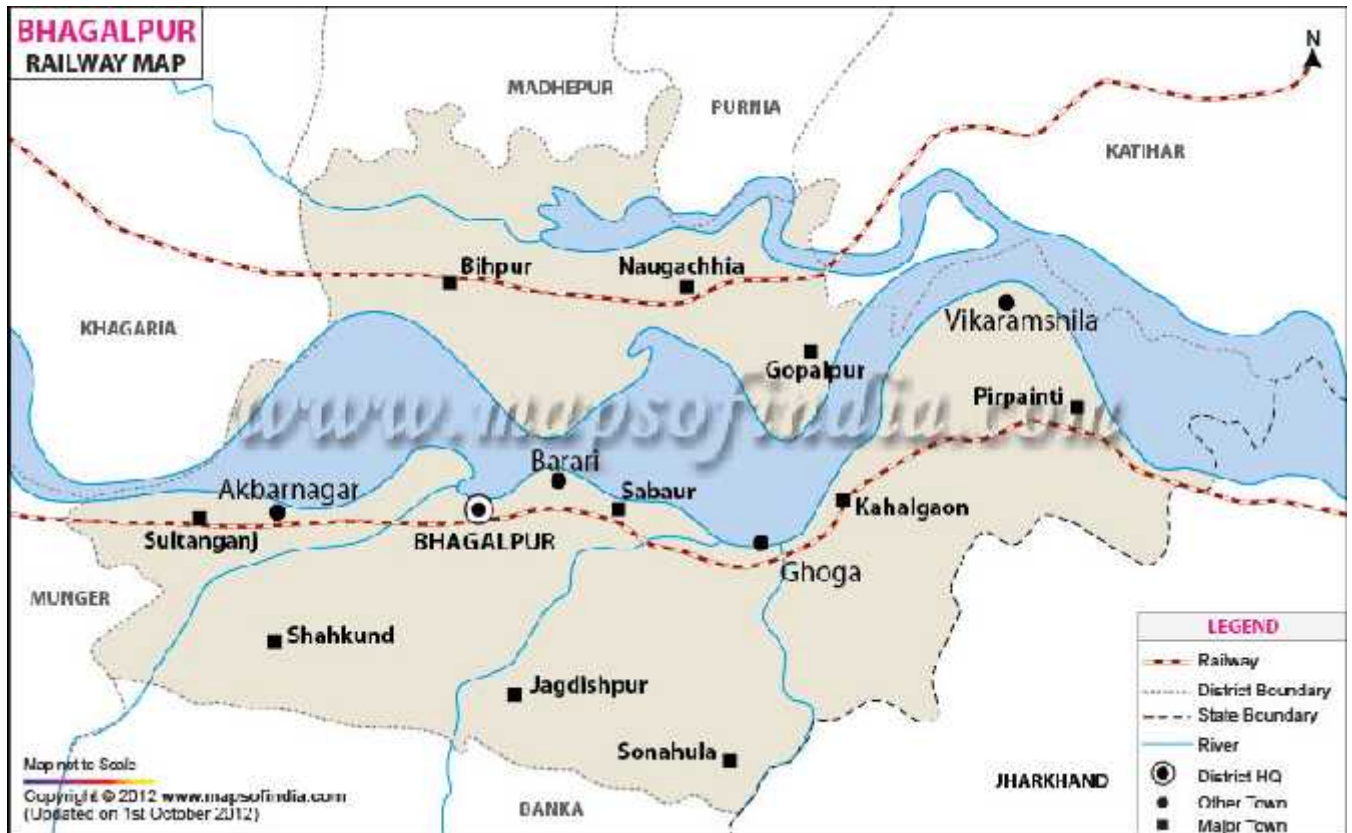 BHAGALPUR
RAILWAY MAP
N
MADHEPUR
PURNIA
KATIHAR
Bihpur
Naugachhia
KHAGARIA
Vikaramshila
Gopalpur
Pirpainti
www.mapsofindia.com
Barari
Akbarnagar
Sabaur
Kahalgaon
Sultanganj
BHAGALPUR
Ghoga
MUNGER
Shahkund
Jagdishpur
Sonahula
BANKA
JHARKHAND
LEGEND
Railway
District Boundary
State Boundary
River
District HQ
Other Town
Major Town
Map not to Scale
Copyright © 2012 www.mapsofindia.com
(Updated on 1st October 2012)